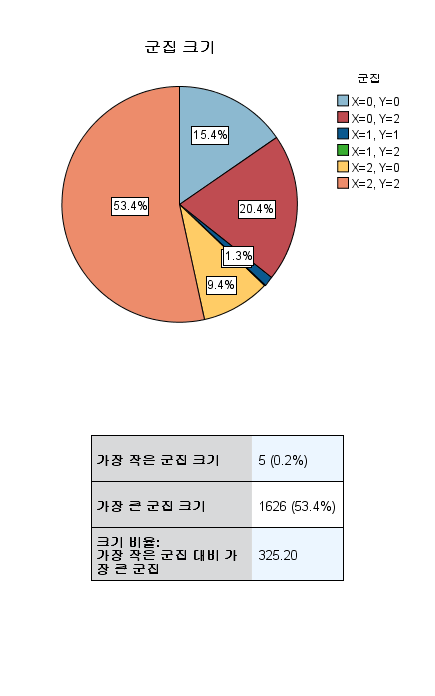 군집 크기
군집
X=0, Y=0
X=0, Y=2
X=1, Y=1
X=1, Y=2
X=2, Y=0
X=2, Y=2
15.4%
20.4%
53.4%
1.3%
9.4%
가장 작은 군집 크기 5 (0.2%)
가장 큰 군집 크기 1626 (53.4%)
크기 비율:
가장 작은 군집 대비 가 325.20
장 큰 군집